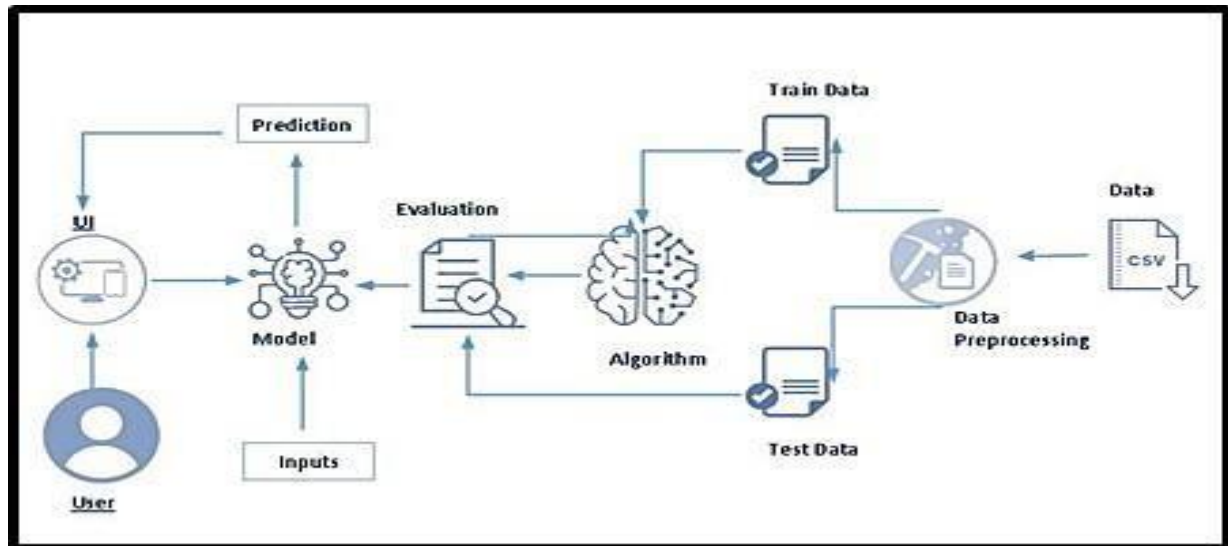 Train Data
Prediction
Data
Evaluation
UI
CSV
Model
Data
Preprocessing
Algorithm
Test Data
Inputs
User